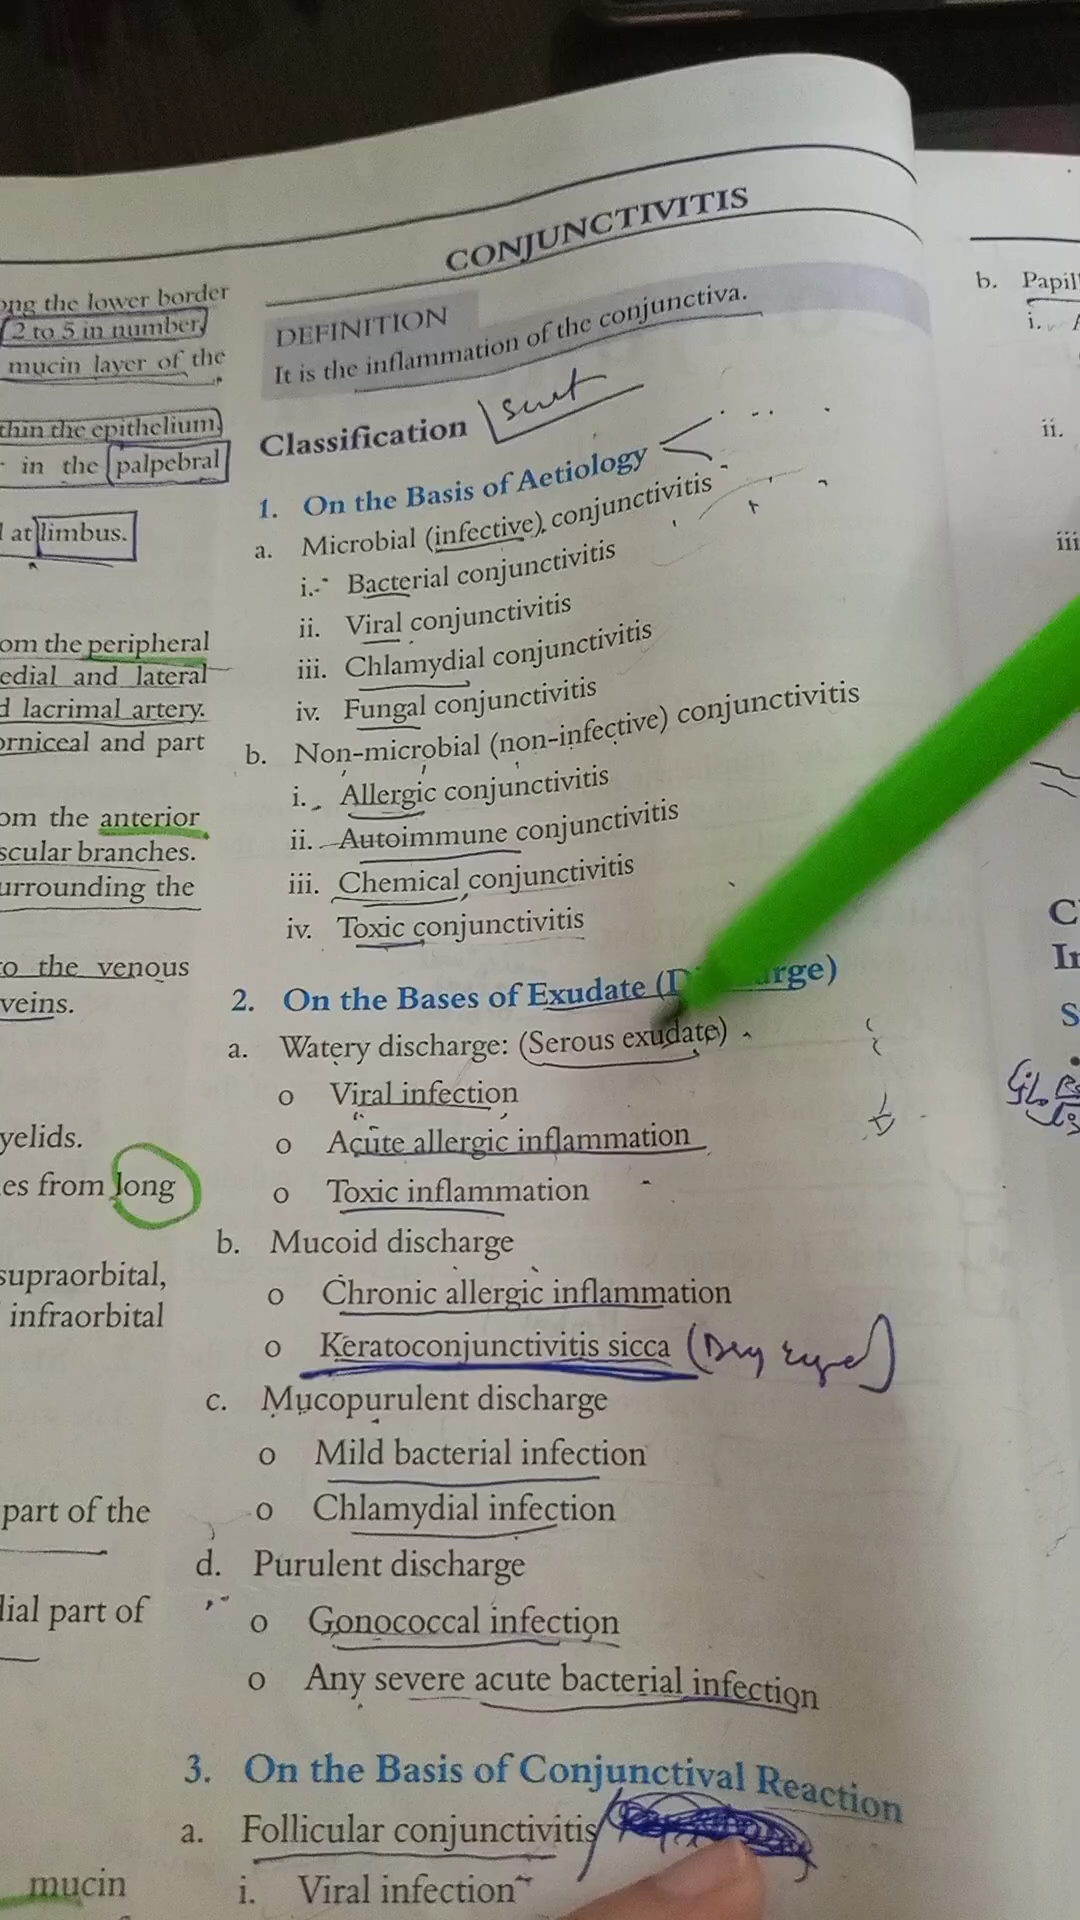 CONJUNCTIVITIS
ong the lower border
2 to 5 in number,
mucin layer of the
thin the epithelium,
in the palpebral
at limbus.
om the peripheral
edial and lateral
d lacrimal artery.
orniceal and part
om the anterior
scular branches.
urrounding the
to the venous
veins.
yelids.
es from long
supraorbital,
infraorbital
part of the
dial part of
mucin
DEFINITION
It is the inflammation of the conjunctiva.
Classification
1. On the Basis of Aetiology
a. Microbial (infective) conjunctivitis
i. Bacterial conjunctivitis
ii. Viral conjunctivitis
iii. Chlamydial conjunctivitis
iv. Fungal conjunctivitis
b. Non-microbial (non-infective) conjunctivitis
i. Allergic conjunctivitis
ii. Autoimmune conjunctivitis
iii. Chemical conjunctivitis
iv. Toxic conjunctivitis
2. On the Bases of Exudate (D rge)
a. Watery discharge: (Serous exudate)
o Viral infection
o Acute allergic inflammation
o Toxic inflammation
b. Mucoid discharge
o Chronic allergic inflammation
o Keratoconjunctivitis sicca (Dry eye)
c. Mucopurulent discharge
o Mild bacterial infection
o Chlamydial infection
d. Purulent discharge
o Gonococcal infection
o Any severe acute bacterial infection
3. On the Basis of Conjunctival Reaction
a. Follicular conjunctivitis
i. Viral infection
b. Papil
i.
ii.
iii
C
In
S